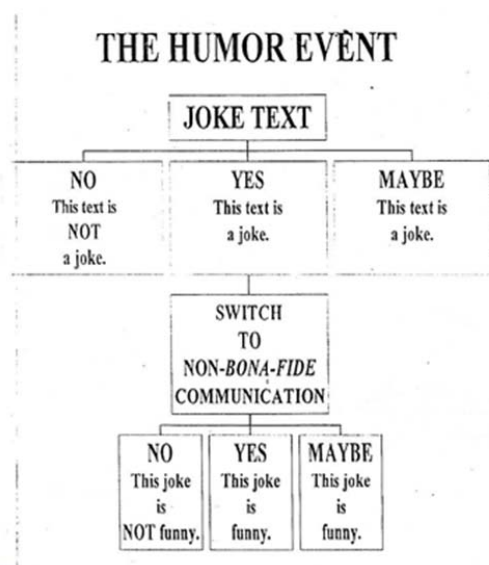 THE HUMOR EVENT
JOKE TEXT
NO
This text is
NOT
a joke.
YES
This text is
a joke.
MAYBE
This text is
a joke.
SWITCH
TO
NON-BONA-FIDE
COMMUNICATION
NO
This joke
is
NOT funny.
YES
This joke
is
funny.
MAYBE
This joke
is
funny.